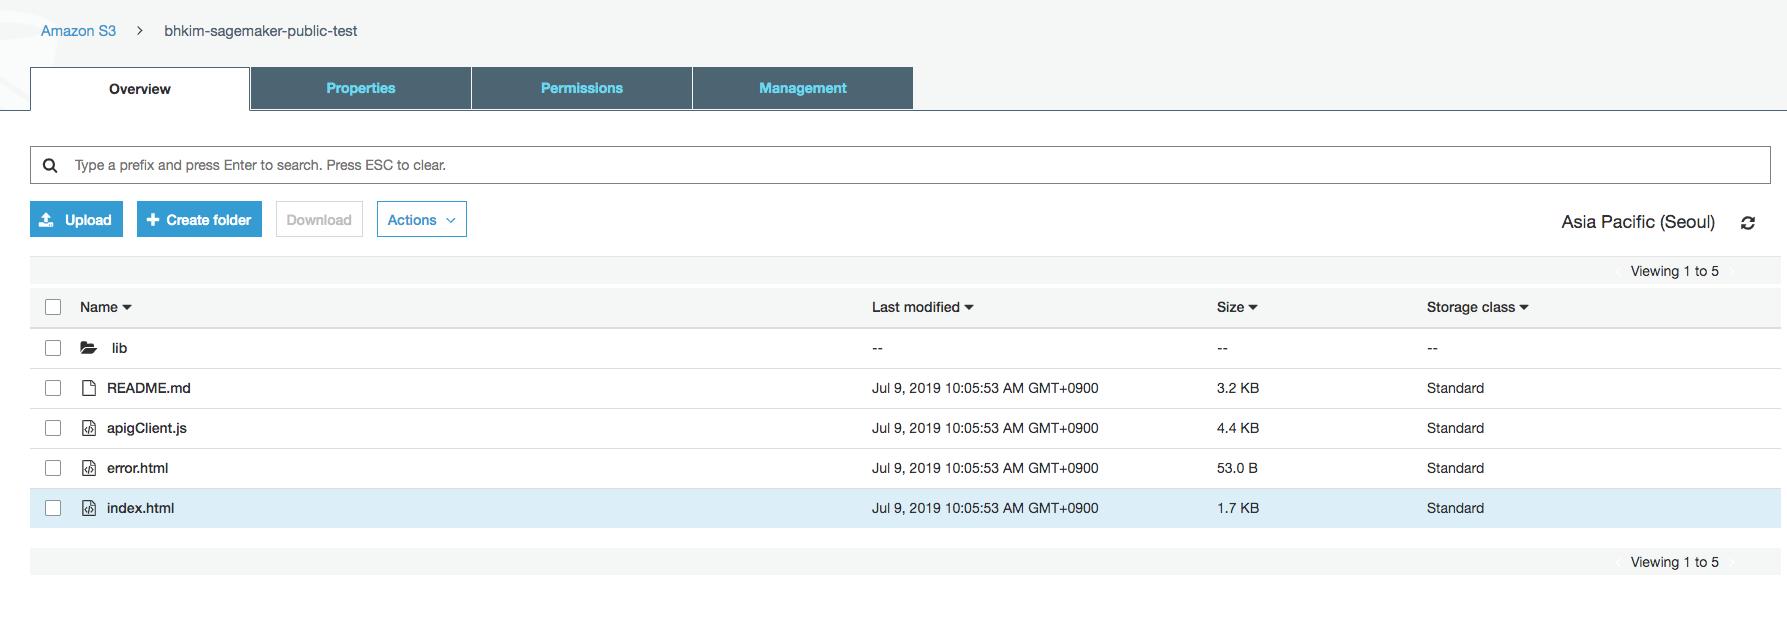 Amazon S3 > bhkim-sagemaker-public-test
Overview Properties Permissions Management
Type a prefix and press Enter to search. Press ESC to clear.
Upload Create folder Download Actions Asia Pacific (Seoul)
Viewing 1 to 5
Name Last modified Size Storage class
lib -- -- --
README.md Jul 9, 2019 10:05:53 AM GMT+0900 3.2 KB Standard
apigClient.js Jul 9, 2019 10:05:53 AM GMT+0900 4.4 KB Standard
error.html Jul 9, 2019 10:05:53 AM GMT+0900 53.0 B Standard
index.html Jul 9, 2019 10:05:53 AM GMT+0900 1.7 KB Standard
Viewing 1 to 5